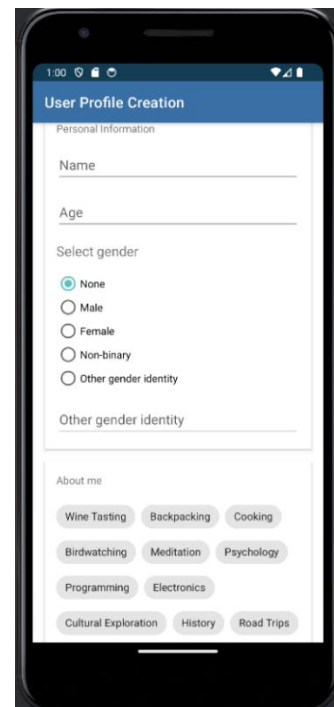 1:00
User Profile Creation
Personal Information
Name
Age
Select gender
None
Male
Female
Non-binary
Other gender identity
Other gender identity
About me
Wine Tasting Backpacking Cooking
Birdwatching Meditation Psychology
Programming Electronics
Cultural Exploration History Road Trips